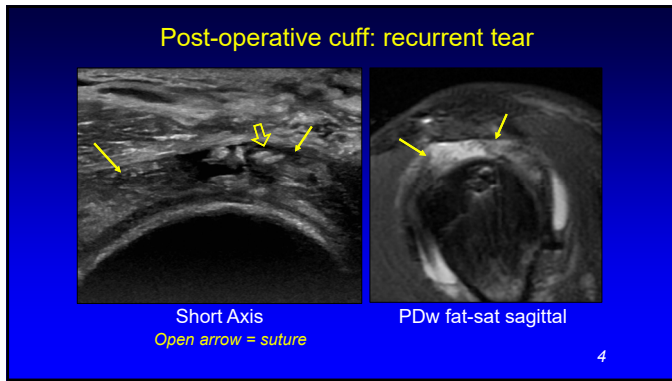 Post-operative cuff: recurrent tear
Short Axis
Open arrow = suture
PDw fat-sat sagittal
4